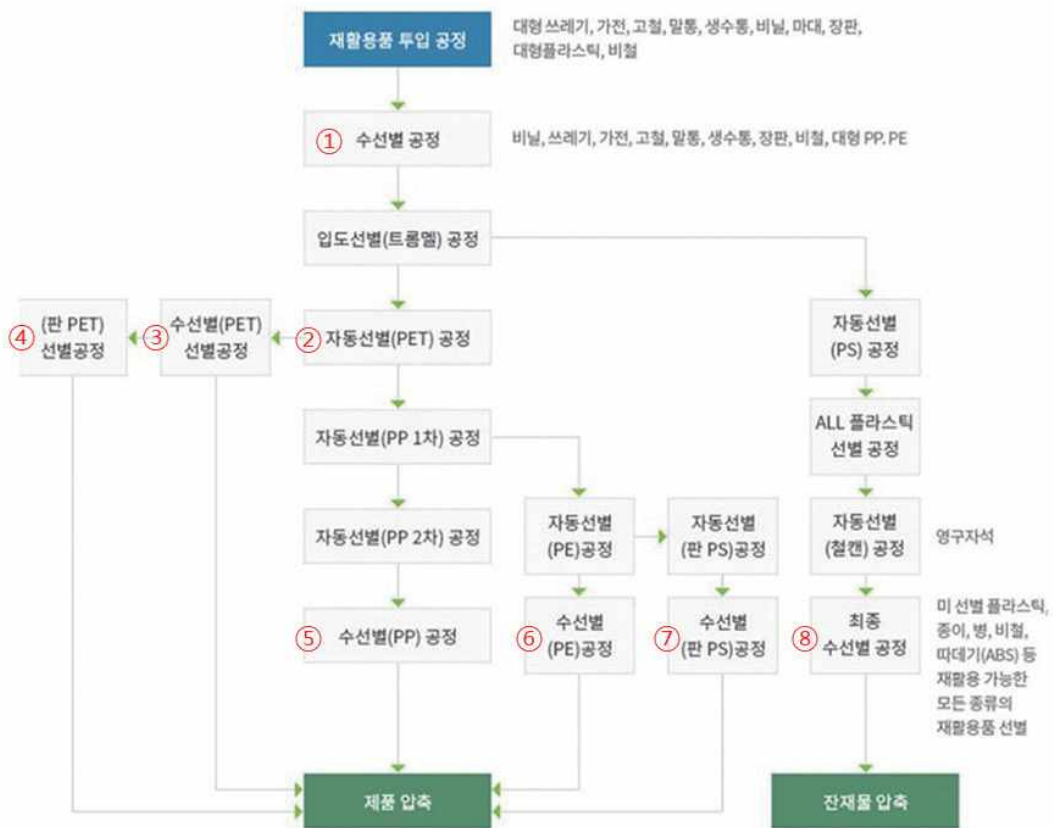 재활용품 투입 공정
대형 쓰레기, 가전, 고철, 말통, 생수통, 비닐, 마대, 장판,
대형플라스틱, 비철
① 수선별 공정
비닐, 쓰레기, 가전, 고철, 말통, 생수통, 장판, 비철, 대형 PP. PE
입도선별(트롬멜) 공정
④ (판 PET)
선별공정
③ 수선별(PET)
선별공정
② 자동선별(PET) 공정
자동선별
(PS) 공정
자동선별(PP 1차) 공정
ALL 플라스틱
선별 공정
자동선별(PP 2차) 공정
자동선별
(PE)공정
자동선별
(판 PS)공정
자동선별
(철캔) 공정
영구자석
⑤ 수선별(PP) 공정
⑥ 수선별
(PE)공정
⑦ 수선별
(판 PS)공정
⑧ 최종
수선별 공정
미 선별 플라스틱,
종이, 병, 비철,
따데기(ABS) 등
재활용 가능한
모든 종류의
재활용품 선별
제품 압축
잔재물 압축